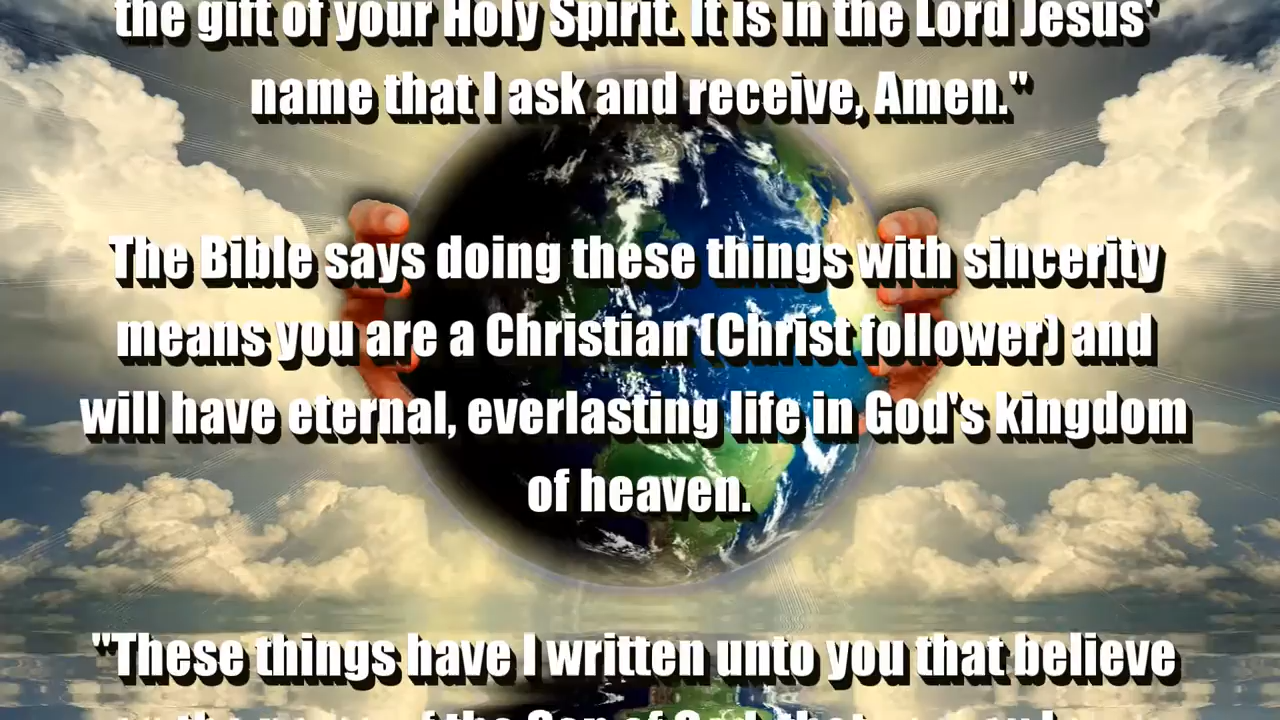 the gift of your Holy Spirit. It is in the Lord Jesus'
name that I ask and receive, Amen."
The Bible says doing these things with sincerity
means you are a Christian (Christ follower) and
will have eternal, everlasting life in God's kingdom
of heaven.
"These things have I written unto you that believe